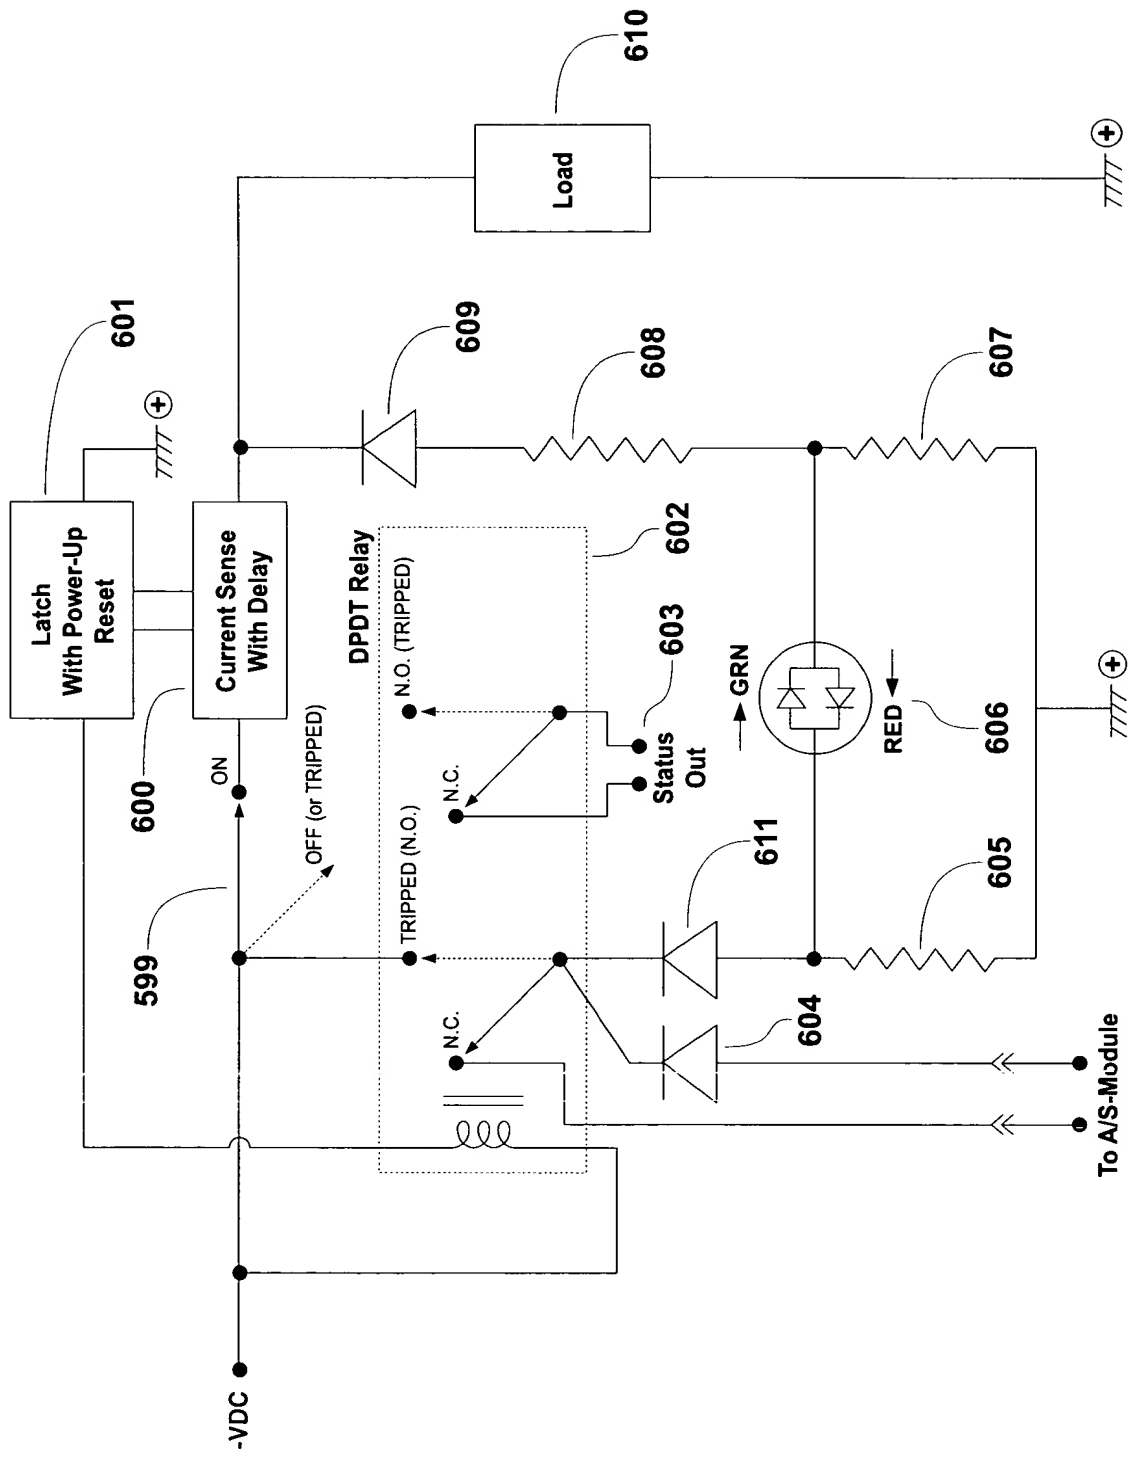 -VDC
599
600
601
Latch
With Power-Up
Reset
+
ON
Current Sense
With Delay
OFF (or TRIPPED)
DPDT Relay
TRIPPED (N.O.)
N.O. (TRIPPED)
N.C.
N.C.
602
603
Status
Out
609
608
610
Load
611
604
GRN
RED
606
607
605
+
+
To A/S-Module